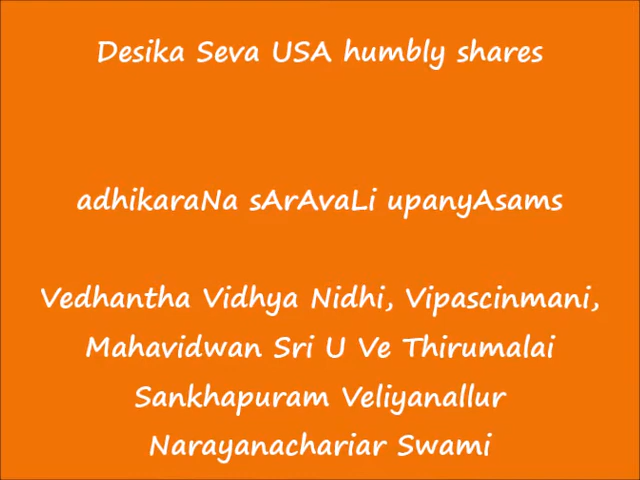 Desika Seva USA humbly shares
adhikaraNa sArAvaLi upanyAsams
Vedhantha Vidhya Nidhi, Vipascinmani,
Mahavidwan Sri U Ve Thirumalai
Sankhapuram Veliyanallur
Narayanachariar Swami